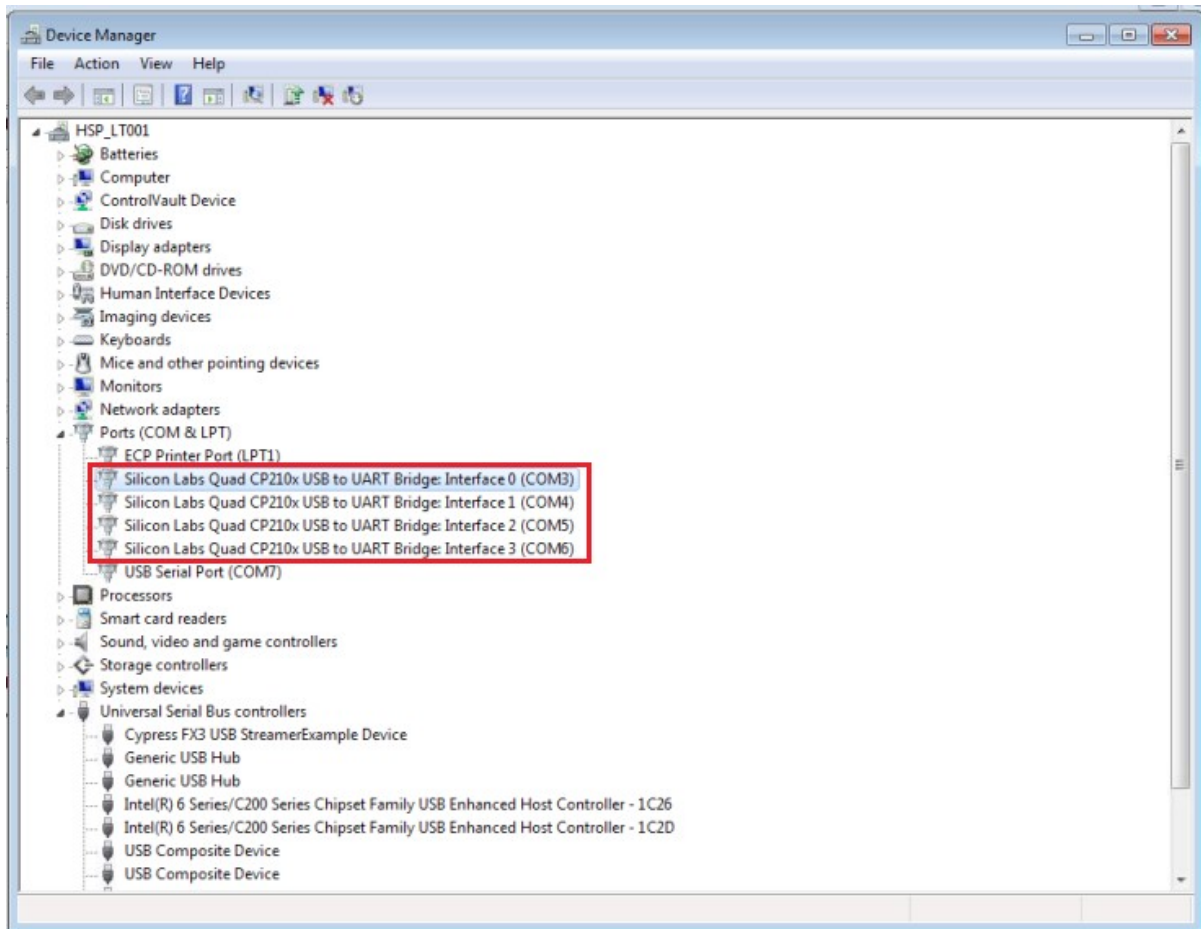 Device Manager
File Action View Help
HSP_LT001
Batteries
Computer
ControlVault Device
Disk drives
Display adapters
DVD/CD-ROM drives
Human Interface Devices
Imaging devices
Keyboards
Mice and other pointing devices
Monitors
Network adapters
Ports (COM & LPT)
ECP Printer Port (LPT1)
Silicon Labs Quad CP210x USB to UART Bridge: Interface 0 (COM3)
Silicon Labs Quad CP210x USB to UART Bridge: Interface 1 (COM4)
Silicon Labs Quad CP210x USB to UART Bridge: Interface 2 (COM5)
Silicon Labs Quad CP210x USB to UART Bridge: Interface 3 (COM6)
USB Serial Port (COM7)
Processors
Smart card readers
Sound, video and game controllers
Storage controllers
System devices
Universal Serial Bus controllers
Cypress FX3 USB StreamerExample Device
Generic USB Hub
Generic USB Hub
Intel(R) 6 Series/C200 Series Chipset Family USB Enhanced Host Controller - 1C26
Intel(R) 6 Series/C200 Series Chipset Family USB Enhanced Host Controller - 1C2D
USB Composite Device
USB Composite Device